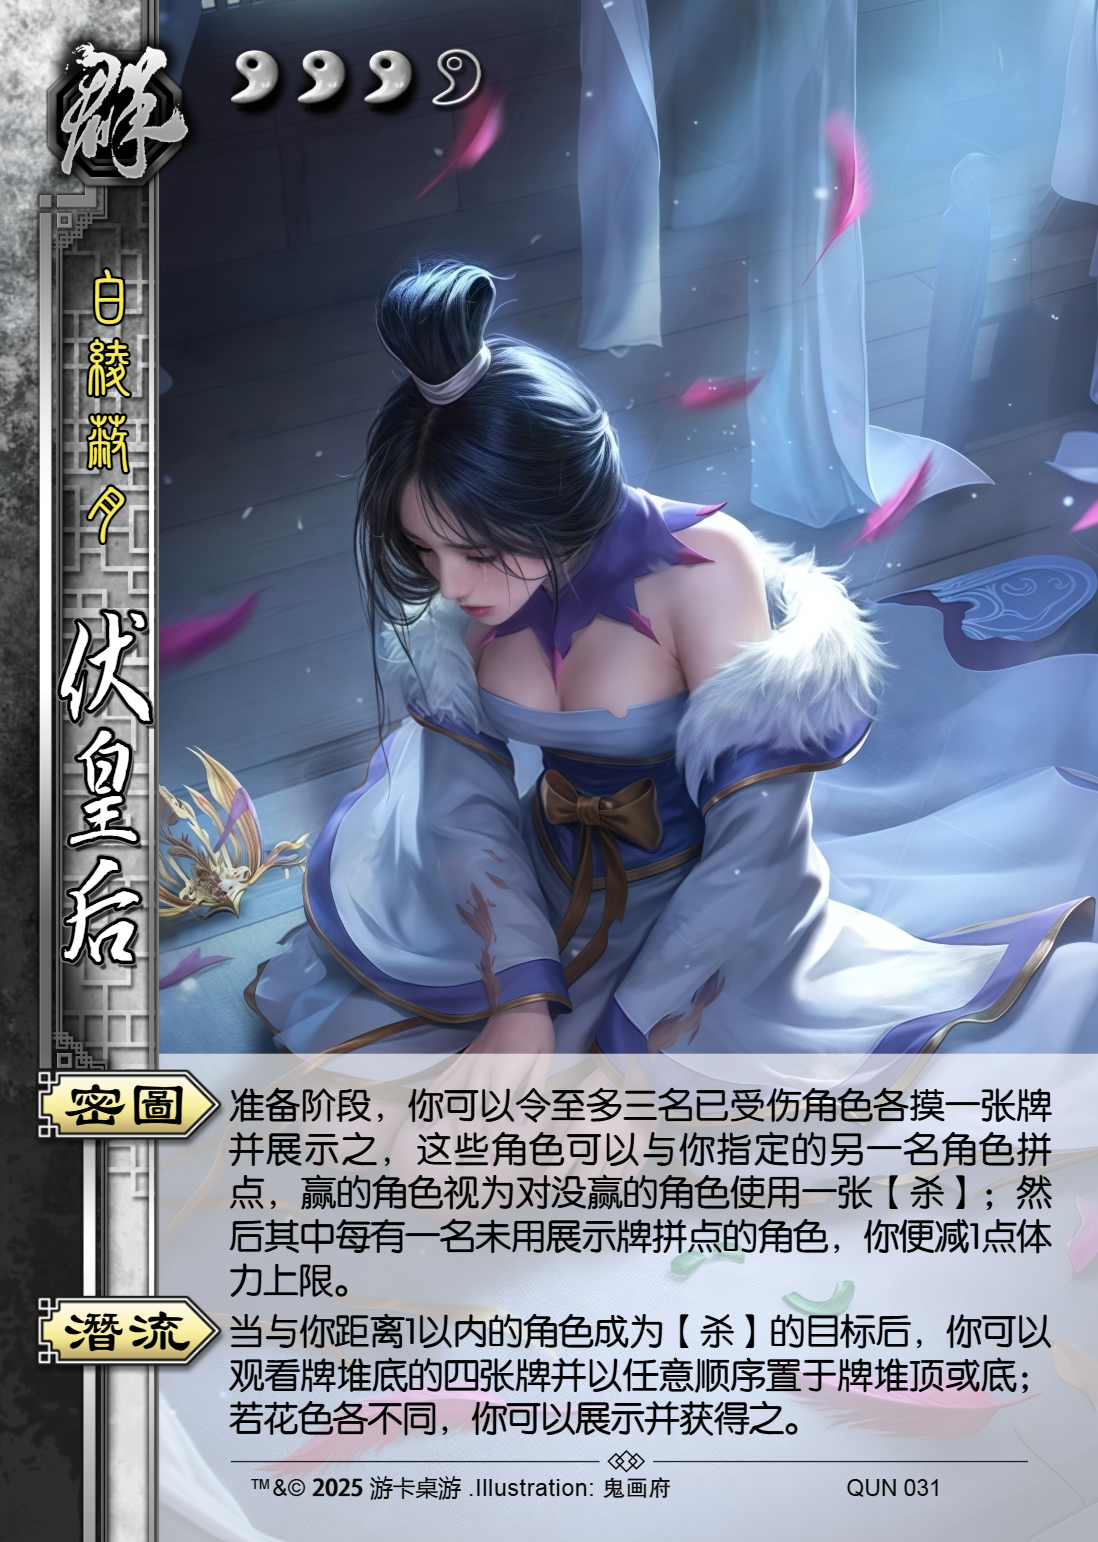 群
白綾蔽月
伏皇后
密圖
准备阶段，你可以令至多三名已受伤角色各摸一张牌
并展示之，这些角色可以与你指定的另一名角色拼
点，赢的角色视为对没赢的角色使用一张【杀】；然
后其中每有一名未用展示牌拼点的角色，你便减1点体
力上限。
潛流
当与你距离1以内的角色成为【杀】的目标后，你可以
观看牌堆底的四张牌并以任意顺序置于牌堆顶或底；
若花色各不同，你可以展示并获得之。
™&© 2025 游卡桌游 .Illustration: 鬼画府
QUN 031